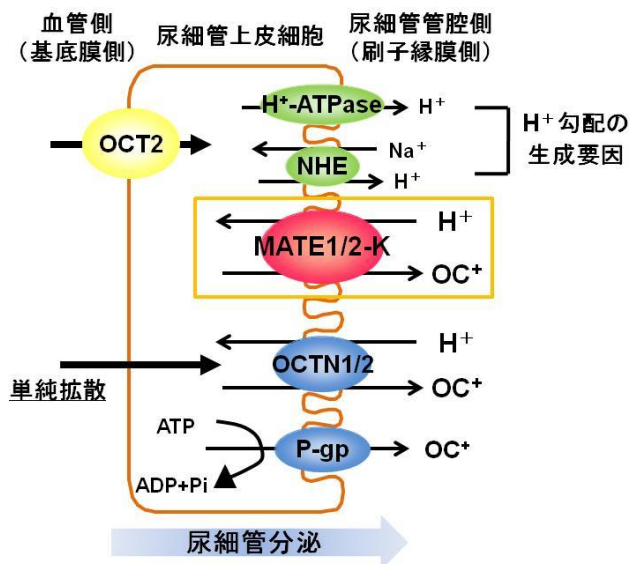 血管側
（基底膜側）
尿細管上皮細胞
尿細管管腔側
（刷子縁膜側）
H⁺-ATPase
H⁺
H⁺勾配の
生成要因
OCT2
Na⁺
NHE
H⁺
H⁺
MATE1/2-K
OC⁺
H⁺
OCTN1/2
OC⁺
単純拡散
ATP
P-gp
OC⁺
ADP+Pi
尿細管分泌